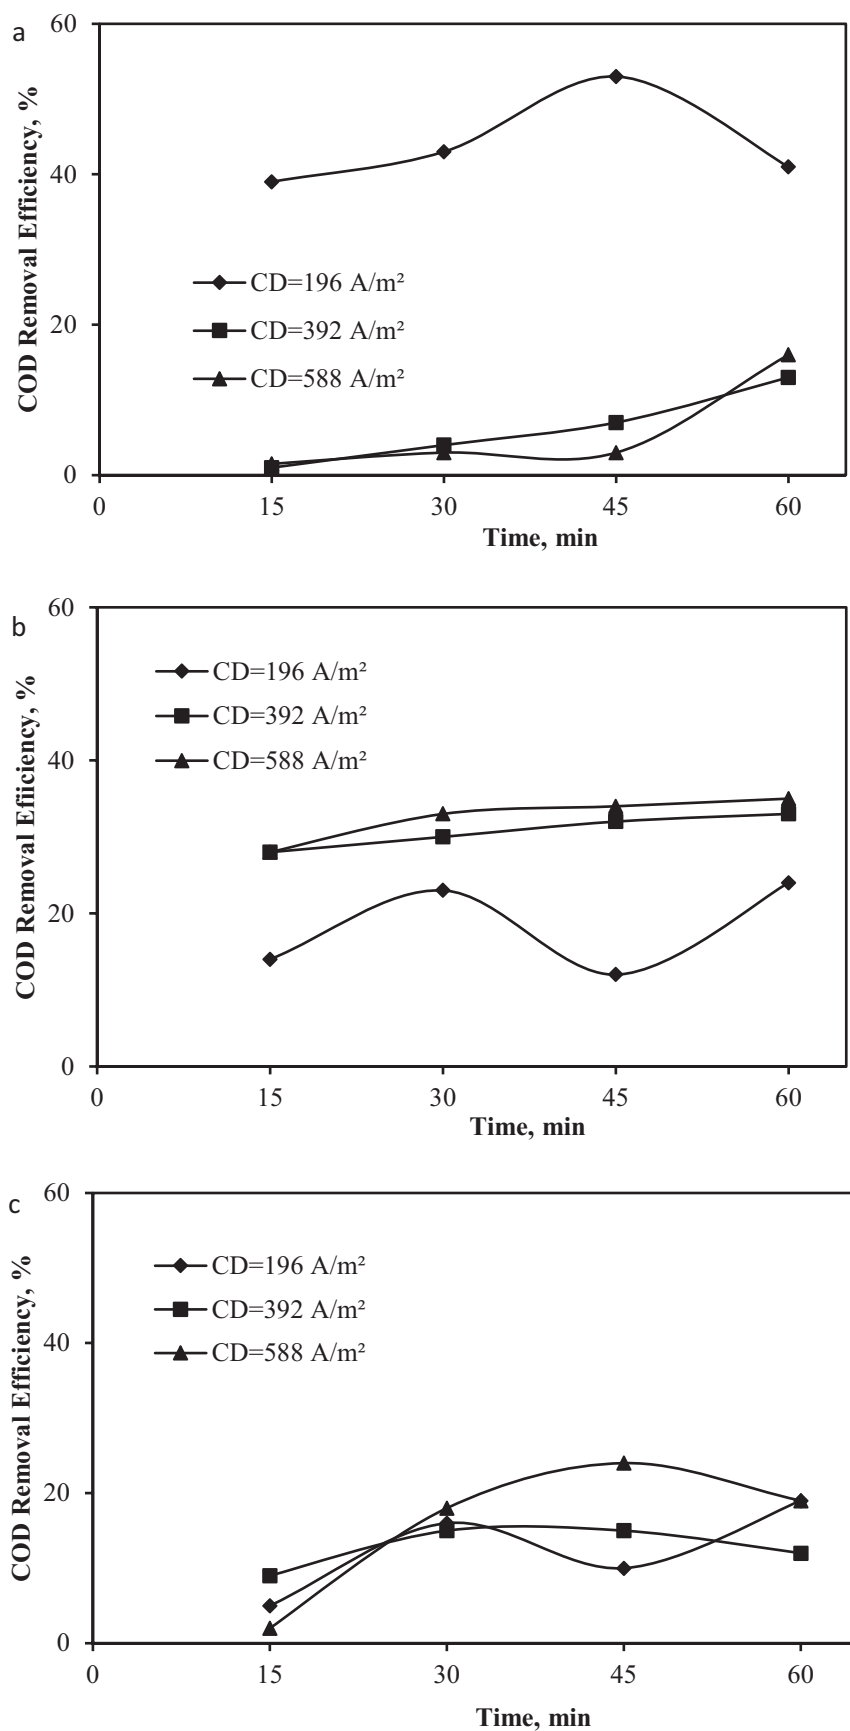 a
60
40
20
0
COD Removal Efficiency, %
CD=196 A/m²
CD=392 A/m²
CD=588 A/m²
0 15 30 45 60
Time, min
b
60
40
20
0
COD Removal Efiiciency, %
CD=196 A/m²
CD=392 A/m²
CD=588 A/m²
0 15 30 45 60
Time, min
c
60
40
20
0
COD Removal Efficiency, %
CD=196 A/m²
CD=392 A/m²
CD=588 A/m²
0 15 30 45 60
Time, min